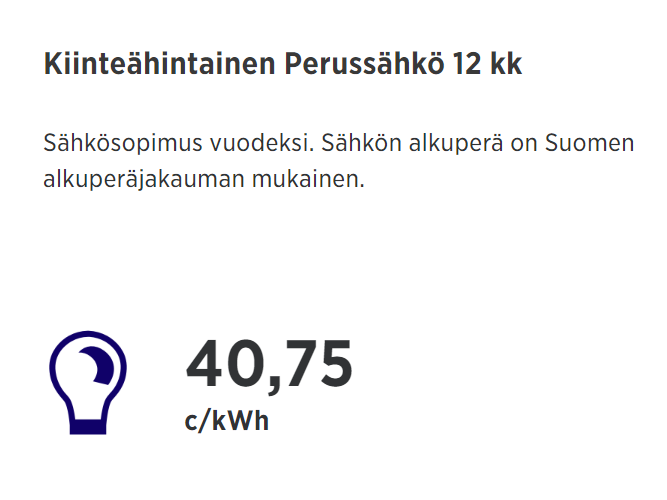 Kiinteähintainen Perussähkö 12 kk
Sähkösopimus vuodeksi. Sähkön alkuperä on Suomen
alkuperäjakauman mukainen.
40,75
c/kWh